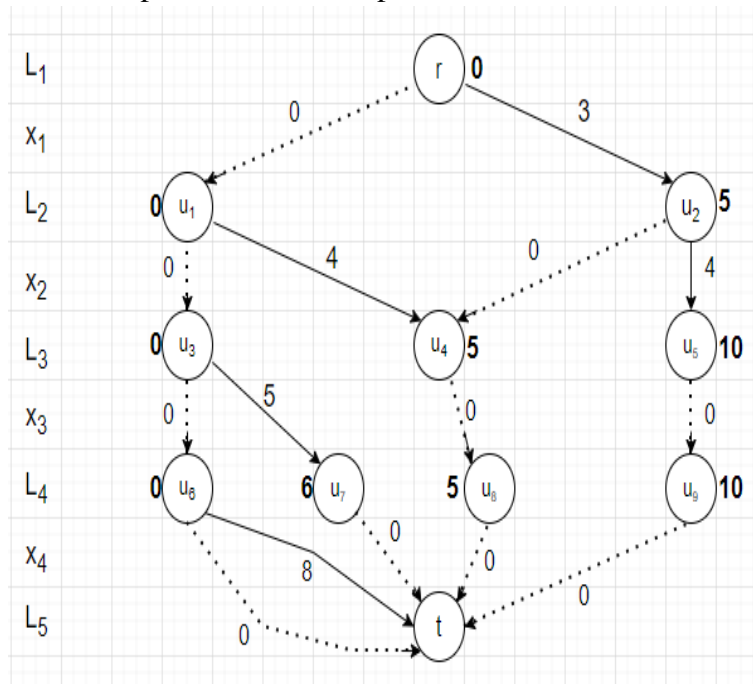 L₁ r 0
0 3
x₁
L₂ 0 u₁ u₂ 5
0 4 0 4
x₂
L₃ 0 u₃ u₄ 5 u₅ 10
0 5 0 0
x₃
L₄ 0 u₆ 6 u₇ 5 u₈ u₉ 10
0
x₄ 8 0 0
L₅ 0 t